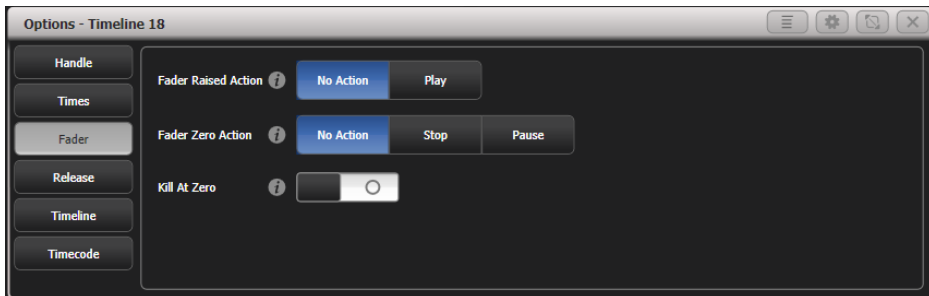 Options - Timeline 18
Handle
Times
Fader
Release
Timeline
Timecode
Fader Raised Action No Action Play
Fader Zero Action No Action Stop Pause
Kill At Zero